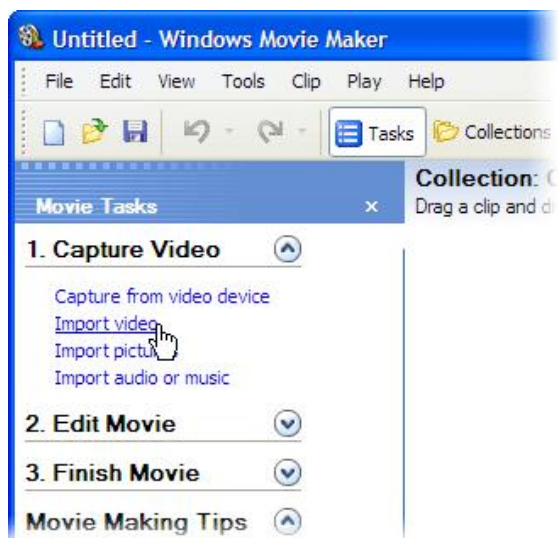 Untitled - Windows Movie Maker
File Edit View Tools Clip Play Help
Tasks Collections
Movie Tasks
Collection:
Drag a clip and
1. Capture Video
Capture from video device
Import video
Import pictures
Import audio or music
2. Edit Movie
3. Finish Movie
Movie Making Tips